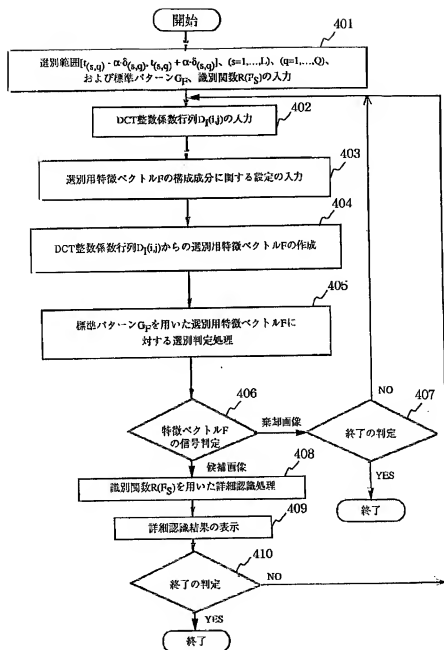 開始
401
選別範囲[t(s,q) - α·δ(s,q), t(s,q) + α·δ(s,q)]、(s=1,...,L)、(q=1,...,Q)、
および標準パターンGF、識別関数R(FS)の入力
402
DCT整数係数行列DI(i,j)の入力
403
選別用特徴ベクトルFの構成成分に関する設定の入力
404
DCT整数係数行列DI(i,j)からの選別用特徴ベクトルFの作成
405
標準パターンGFを用いた選別用特徴ベクトルFに
対する選別判定処理
406
特徴ベクトルF
の信号判定
棄却画像
NO
407
終了の判定
YES
終了
候補画像
408
識別関数R(FS)を用いた詳細認識処理
409
詳細認識結果の表示
410
終了の判定
NO
YES
終了